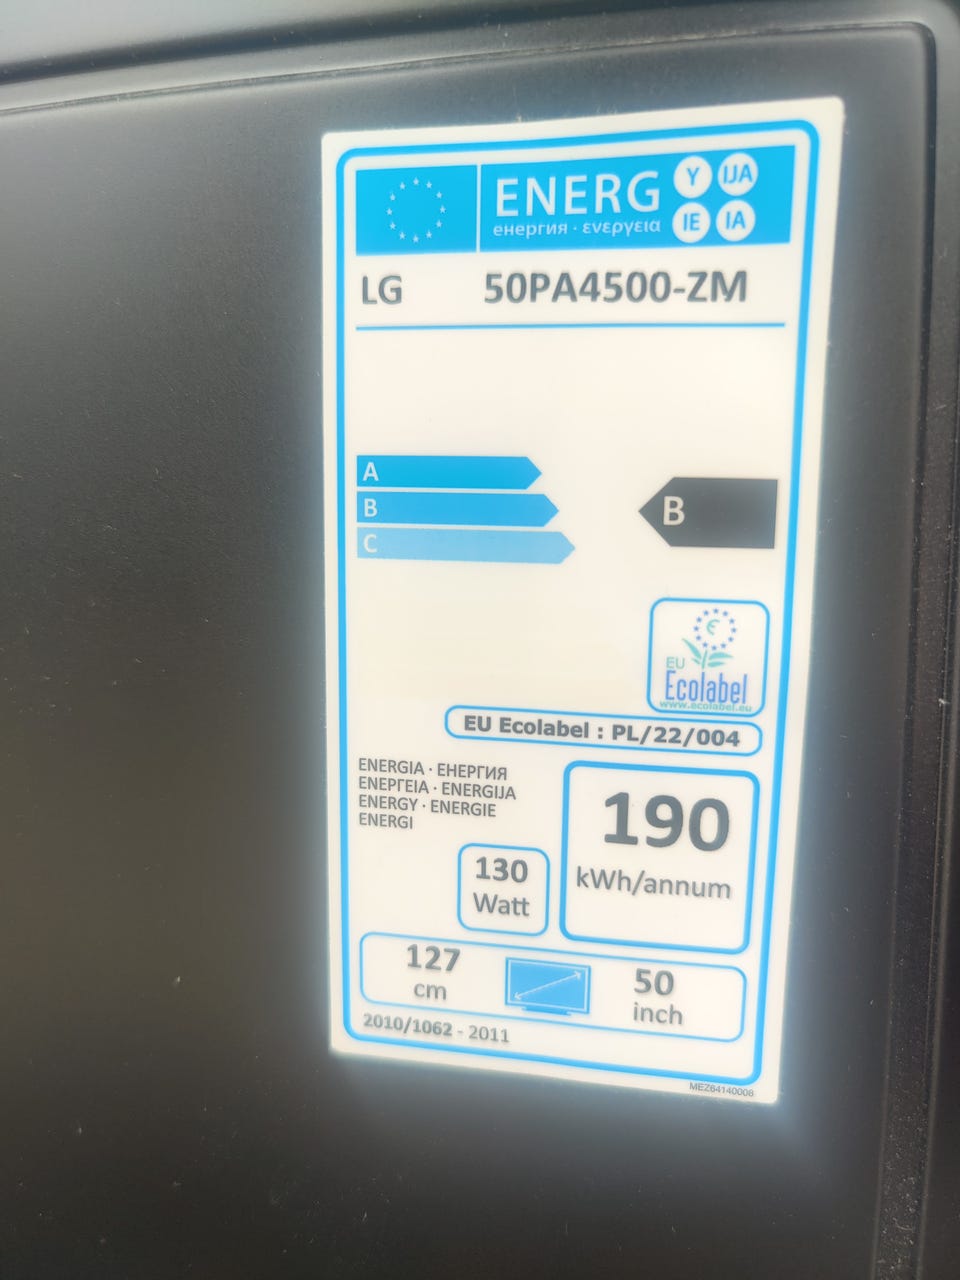 ENERG Y IJA
енергия · ενεργεια IE IA
LG 50PA4500-ZM
A
B
B
C
EU
Ecolabel
www.ecolabel.eu
EU Ecolabel : PL/22/004
ENERGIA · ЕНЕРГИЯ
ΕΝΕΡΓΕΙΑ · ENERGIJA
ENERGY · ENERGIE
ENERGI
190
kWh/annum
130
Watt
127
cm
50
inch
2010/1062 - 2011
MEZ64140008